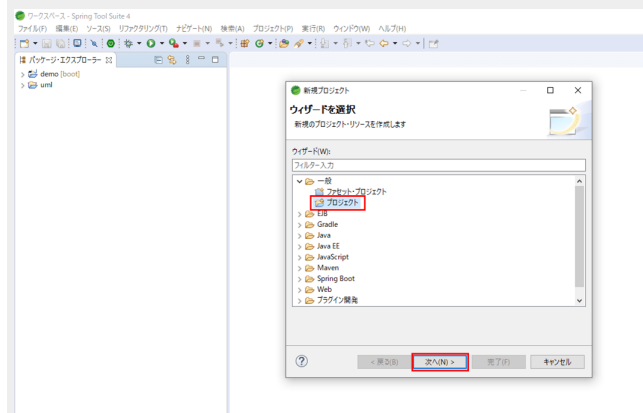 ワークスペース - Spring Tool Suite 4
ファイル(F) 編集(E) ソース(S) リファクタリング(T) ナビゲート(N) 検索(A) プロジェクト(P) 実行(R) ウィンドウ(W) ヘルプ(H)
パッケージ・エクスプローラー
demo [boot]
uml
新規プロジェクト
ウィザードを選択
新規のプロジェクト・リソースを作成します
ウィザード(W):
フィルター入力
一般
ファセット・プロジェクト
プロジェクト
EJB
Gradle
Java
Java EE
JavaScript
Maven
Spring Boot
Web
プラグイン開発
< 戻る(B) 次へ(N) > 完了(F) キャンセル